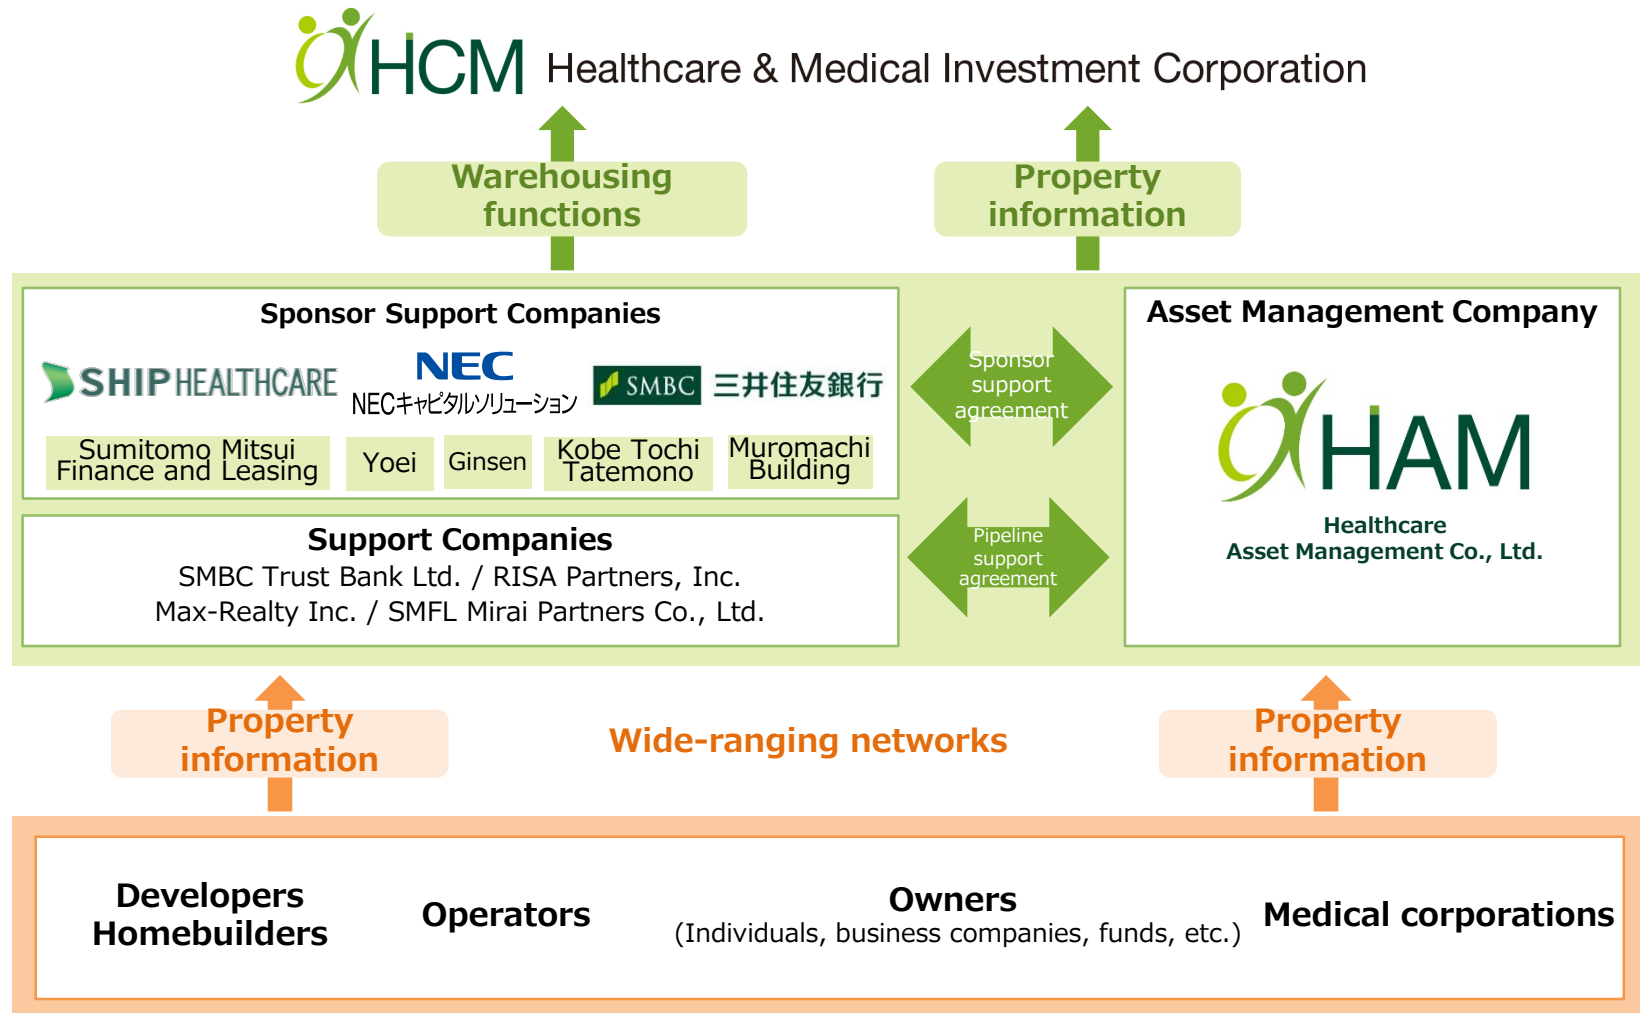 HCM Healthcare & Medical Investment Corporation
Warehousing
functions
Property
information
Sponsor Support Companies
SHIP HEALTHCARE
NEC
NECキャピタルソリューション
SMBC 三井住友銀行
Sumitomo Mitsui
Finance and Leasing
Yoei
Ginsen
Kobe Tochi
Tatemono
Muromachi
Building
Sponsor
support
agreement
Asset Management Company
HAM
Healthcare
Asset Management Co., Ltd.
Support Companies
SMBC Trust Bank Ltd. / RISA Partners, Inc.
Max-Realty Inc. / SMFL Mirai Partners Co., Ltd.
Pipeline
support
agreement
Property
information
Wide-ranging networks
Property
information
Developers
Homebuilders
Operators
Owners
(Individuals, business companies, funds, etc.)
Medical corporations